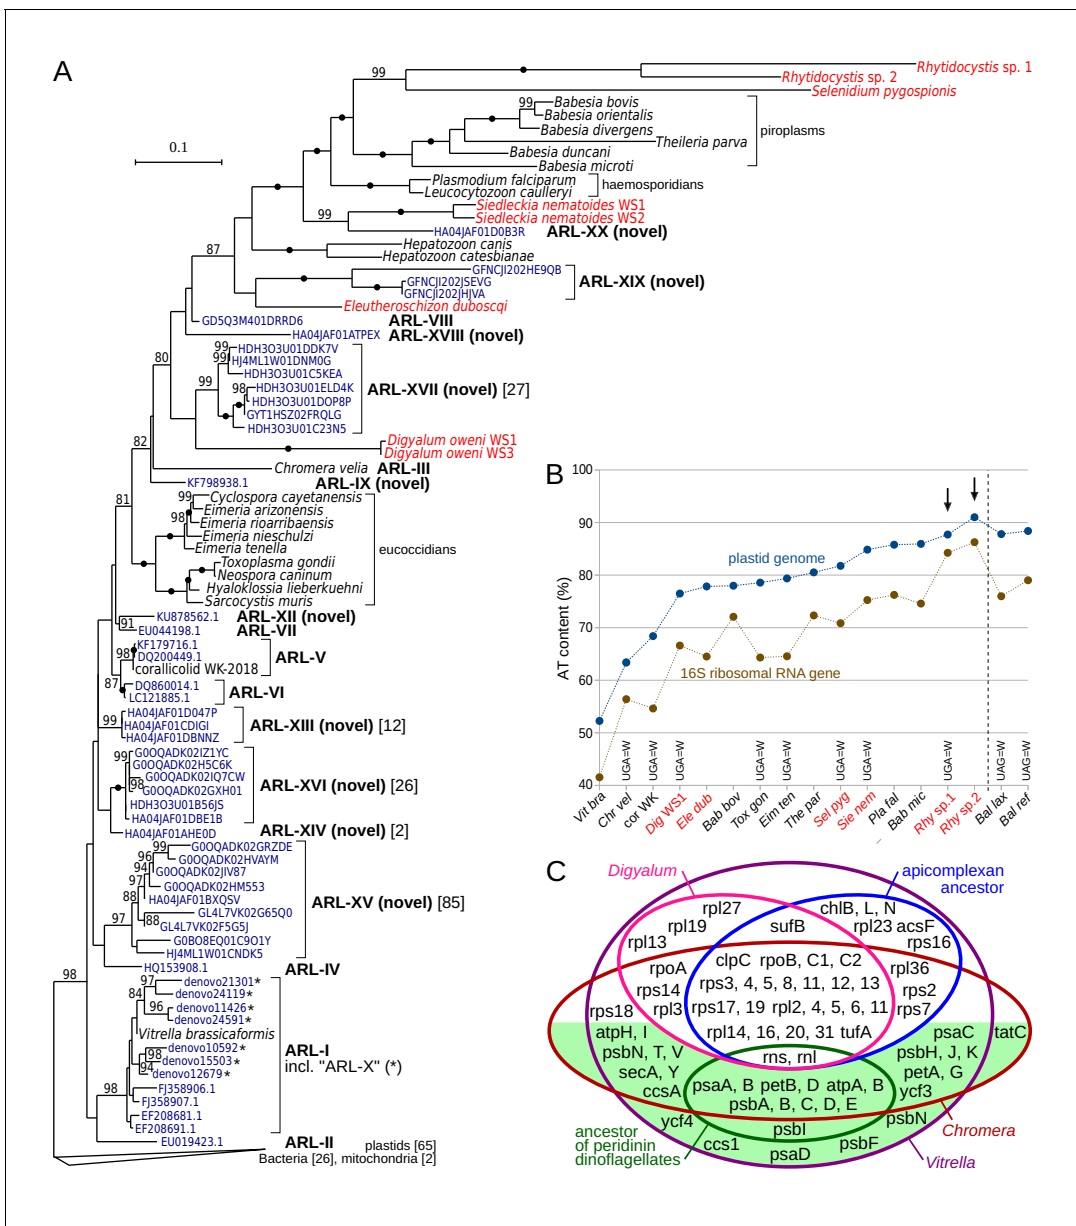 A
0.1
99
Rhytidocystis sp. 1
Rhytidocystis sp. 2
Selenidium pygospionis
99 Babesia bovis
Babesia orientalis
Babesia divergens
Theileria parva
piroplasms
Babesia duncani
Babesia microti
Plasmodium falciparum
Leucocytozoon caulleryi
haemosporidians
99
Siedleckia nematoides WS1
Siedleckia nematoides WS2
HA04JAF01D0B3R ARL-XX (novel)
87
Hepatozoon canis
Hepatozoon catesbianae
GFNCJI202HE9QB
GFNCJI202JSEVG
GFNCJI202JHJVA
ARL-XIX (novel)
Eleutheroschizon duboscqi
GD5Q3M401DRRD6 ARL-VIII
HA04JAF01ATPEX ARL-XVIII (novel)
80
99
99
99
HDH3O3U01DDK7V
HJ4ML1W01DNM0G
HDH3O3U01C5KEA
98
HDH3O3U01ELD4K
HDH3O3U01DOP8P
GYT1HSZ02FRQLG
HDH3O3U01C23N5
ARL-XVII (novel) [27]
82
Digyalum oweni WS1
Digyalum oweni WS3
Chromera velia ARL-III
KF798938.1 ARL-IX (novel)
81
99
98
Cyclospora cayetanensis
Eimeria arizonensis
Eimeria rioarribaensis
Eimeria nieschulzi
Eimeria tenella
Toxoplasma gondii
Neospora caninum
Hyaloklossia lieberkuehni
Sarcocystis muris
eucoccidians
KU878562.1 ARL-XII (novel)
91
EU044198.1 ARL-VII
98
KF179716.1
DQ200449.1
corallicolid WK-2018
ARL-V
87
DQ860014.1
LC121885.1
ARL-VI
99
HA04JAF01D047P
HA04JAF01CDIGI
HA04JAF01DBNNZ
ARL-XIII (novel) [12]
99
98
G0OQADK02IZ1YC
G0OQADK02H5C6K
G0OQADK02IQ7CW
G0OQADK02GXH01
HDH3O3U01B56JS
HA04JAF01DBE1B
ARL-XVI (novel) [26]
HA04JAF01AHE0D ARL-XIV (novel) [2]
99
96
94
97
88
88
97
G0OQADK02GRZDE
G0OQADK02HVAYM
G0OQADK02JIV87
G0OQADK02HM553
HA04JAF01BXQSV
GL4L7VK02G65Q0
GL4L7VK02F5G5J
G0BO8EQ01C9O1Y
HJ4ML1W01CNDK5
ARL-XV (novel) [85]
HQ153908.1 ARL-IV
98
97
84
96
denovo21301*
denovo24119*
denovo11426*
denovo24591*
Vitrella brassicaformis
98
94
98
denovo10592*
denovo15503*
denovo12679*
FJ358906.1
FJ358907.1
EF208681.1
EF208691.1
ARL-I
incl. "ARL-X" (*)
EU019423.1 ARL-II
plastids [65]
Bacteria [26], mitochondria [2]
B
AT content (%)
100
90
80
70
60
50
40
plastid genome
16S ribosomal RNA gene
UGA=W
UGA=W
UGA=W
UGA=W
UGA=W
UGA=W
UGA=W
UGA=W
UAG=W
UAG=W
Vit bra
Chr vel
cor WK
Dig WS1
Ele dub
Bab bov
Tox gon
Eim ten
The par
Sel pyg
Sie nem
Pla fal
Bab mic
Rhy sp.1
Rhy sp.2
Bal lax
Bal ref
C
Digyalum
apicomplexan
ancestor
rpl27
rpl19
rpl13
sufB
chlB, L, N
rpl23 acsF
rps16
rpoA
rps14
rpl3
rps18
clpC rpoB, C1, C2
rps3, 4, 5, 8, 11, 12, 13
rps17, 19 rpl2, 4, 5, 6, 11
rpl14, 16, 20, 31 tufA
rpl36
rps2
rps7
rns, rnl
atpH, I
psbN, T, V
secA, Y
ccsA
psaC
tatC
psbH, J, K
petA, G
ycf3
psaA, B petB, D atpA, B
psbA, B, C, D, E
psbI
ycf4
ccs1
psaD
psbF
psbN
ancestor
of peridinin
dinoflagellates
Chromera
Vitrella